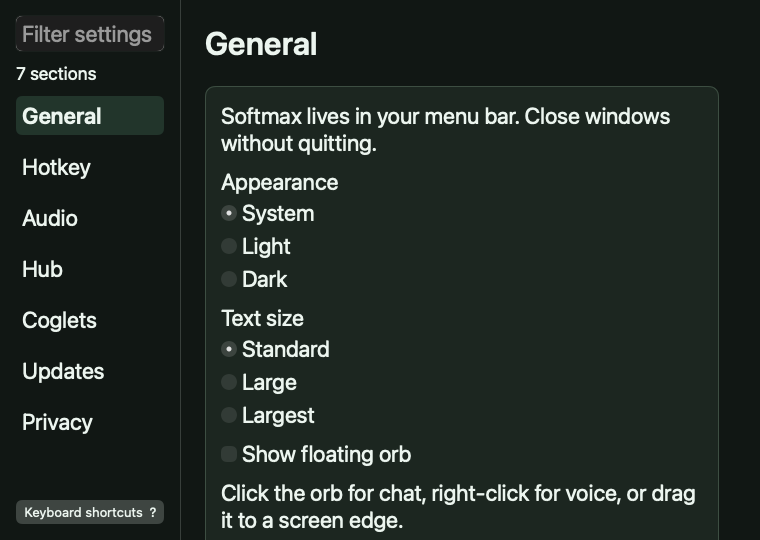 Filter settings
7 sections
General
Hotkey
Audio
Hub
Coglets
Updates
Privacy
Keyboard shortcuts ?
General
Softmax lives in your menu bar. Close windows
without quitting.
Appearance
System
Light
Dark
Text size
Standard
Large
Largest
Show floating orb
Click the orb for chat, right-click for voice, or drag
it to a screen edge.